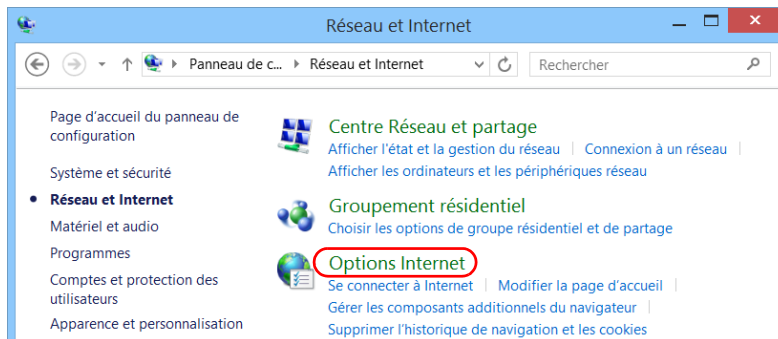 Réseau et Internet
Panneau de c... Réseau et Internet
Rechercher
Page d'accueil du panneau de
configuration
Système et sécurité
Réseau et Internet
Matériel et audio
Programmes
Comptes et protection des
utilisateurs
Apparence et personnalisation
Centre Réseau et partage
Afficher l'état et la gestion du réseau | Connexion à un réseau |
Afficher les ordinateurs et les périphériques réseau
Groupement résidentiel
Choisir les options de groupe résidentiel et de partage
Options Internet
Se connecter à Internet | Modifier la page d'accueil |
Gérer les composants additionnels du navigateur |
Supprimer l'historique de navigation et les cookies